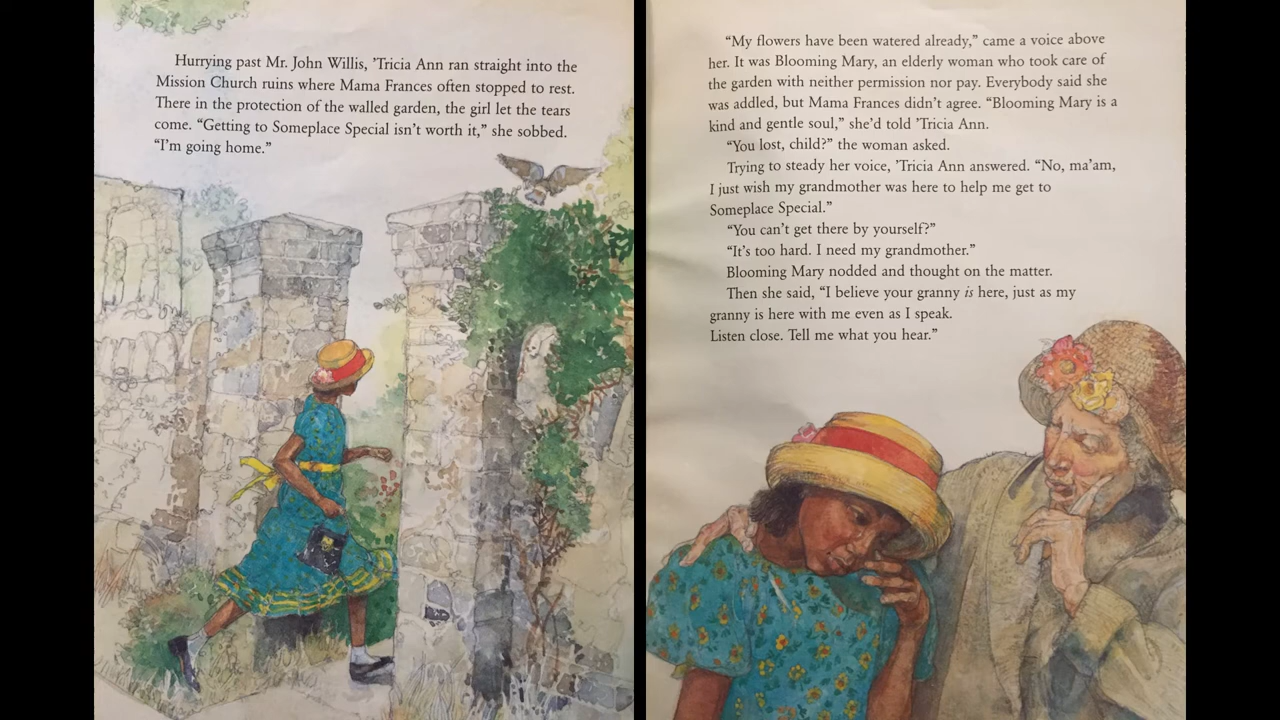 Hurrying past Mr. John Willis, ’Tricia Ann ran straight into the
Mission Church ruins where Mama Frances often stopped to rest.
There in the protection of the walled garden, the girl let the tears
come. “Getting to Someplace Special isn’t worth it,” she sobbed.
“I’m going home.”
“My flowers have been watered already,” came a voice above
her. It was Blooming Mary, an elderly woman who took care of
the garden with neither permission nor pay. Everybody said she
was addled, but Mama Frances didn’t agree. “Blooming Mary is a
kind and gentle soul,” she’d told ’Tricia Ann.
“You lost, child?” the woman asked.
Trying to steady her voice, ’Tricia Ann answered. “No, ma’am,
I just wish my grandmother was here to help me get to
Someplace Special.”
“You can’t get there by yourself?”
“It’s too hard. I need my grandmother.”
Blooming Mary nodded and thought on the matter.
Then she said, “I believe your granny is here, just as my
granny is here with me even as I speak.
Listen close. Tell me what you hear.”